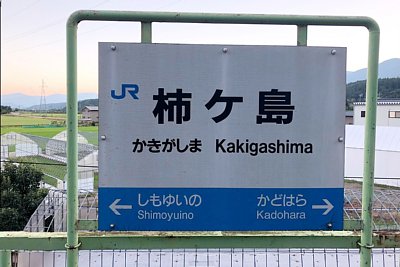 JR
柿ケ島
かきがしま Kakigashima
← しもゆいの かどはら →
Shimoyuino Kadohara